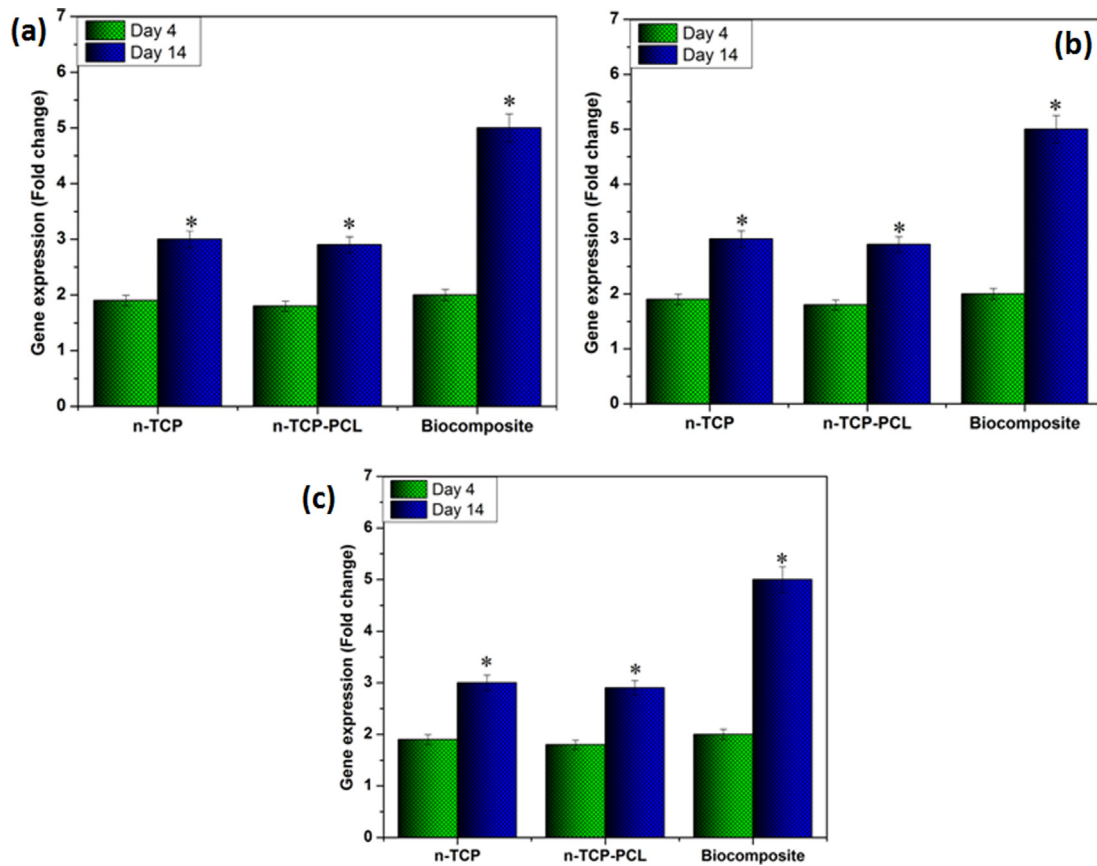 (a)
Day 4
Day 14
Gene expression (Fold change)
7
6
5
4
3
2
1
0
*
*
*
n-TCP
n-TCP-PCL
Biocomposite
(b)
Day 4
Day 14
Gene expression (Fold change)
7
6
5
4
3
2
1
0
*
*
*
n-TCP
n-TCP-PCL
Biocomposite
(c)
Day 4
Day 14
Gene expression (Fold change)
7
6
5
4
3
2
1
0
*
*
*
n-TCP
n-TCP-PCL
Biocomposite